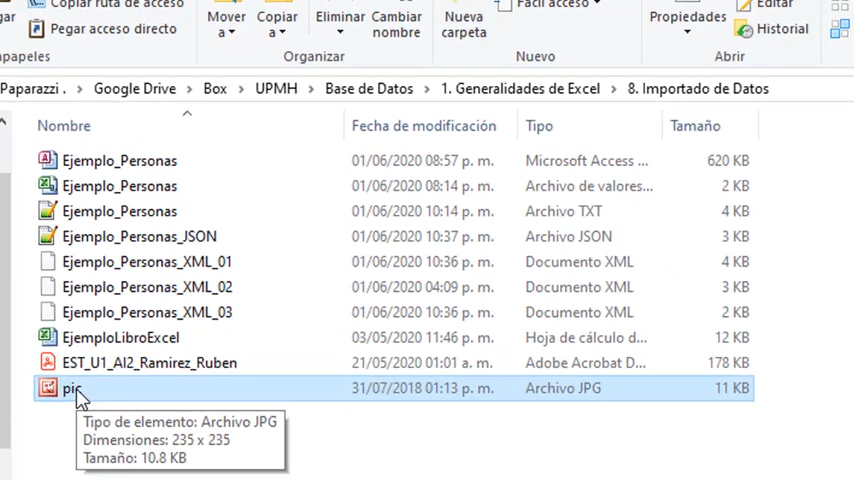 Copiar ruta de acceso
Pegar acceso directo
Mover a
Copiar a
Eliminar
Cambiar nombre
Nueva carpeta
Fácil acceso
Propiedades
Editar
Historial
Organizar
Nuevo
Abrir
Paparazzi . > Google Drive > Box > UPMH > Base de Datos > 1. Generalidades de Excel > 8. Importado de Datos
Nombre Fecha de modificación Tipo Tamaño
Ejemplo_Personas 01/06/2020 08:57 p. m. Microsoft Access ... 620 KB
Ejemplo_Personas 01/06/2020 08:14 p. m. Archivo de valores... 2 KB
Ejemplo_Personas 01/06/2020 10:14 p. m. Archivo TXT 4 KB
Ejemplo_Personas_JSON 01/06/2020 10:37 p. m. Archivo JSON 3 KB
Ejemplo_Personas_XML_01 01/06/2020 10:36 p. m. Documento XML 4 KB
Ejemplo_Personas_XML_02 01/06/2020 04:09 p. m. Documento XML 3 KB
Ejemplo_Personas_XML_03 01/06/2020 10:36 p. m. Documento XML 2 KB
EjemploLibroExcel 03/05/2020 11:46 p. m. Hoja de cálculo d... 12 KB
EST_U1_AI2_Ramirez_Ruben 21/05/2020 01:01 a. m. Adobe Acrobat D... 178 KB
pic 31/07/2018 01:13 p. m. Archivo JPG 11 KB
Tipo de elemento: Archivo JPG
Dimensiones: 235 x 235
Tamaño: 10.8 KB